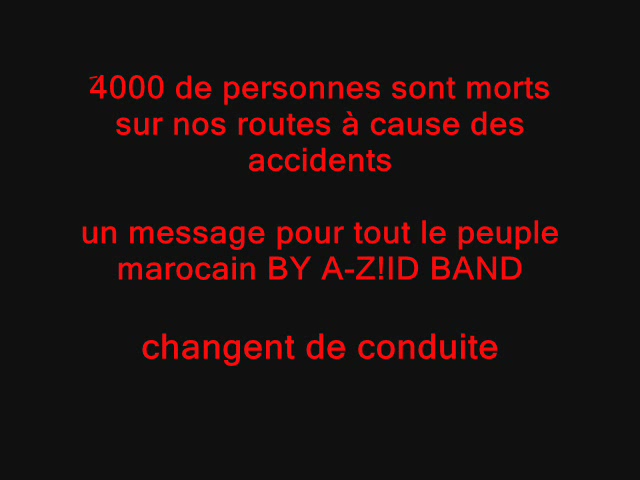 4000 de personnes sont morts
sur nos routes à cause des
accidents
un message pour tout le peuple
marocain BY A-Z!ID BAND
changent de conduite